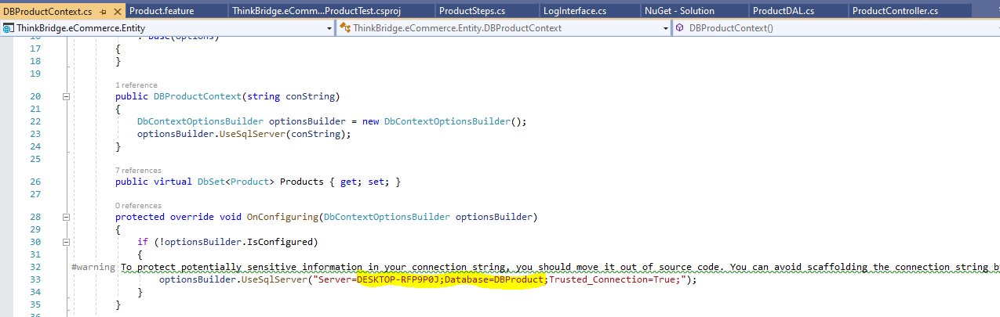 DBProductContext.cs Product.feature ThinkBridge.eComm...ProductTest.csproj ProductSteps.cs LogInterface.cs NuGet - Solution ProductDAL.cs ProductController.cs
ThinkBridge.eCommerce.Entity ThinkBridge.eCommerce.Entity.DBProductContext DBProductContext()
16 : base(options)
17 {
18 }
19
1 reference
20 public DBProductContext(string conString)
21 {
22 DbContextOptionsBuilder optionsBuilder = new DbContextOptionsBuilder();
23 optionsBuilder.UseSqlServer(conString);
24 }
25
7 references
26 public virtual DbSet<Product> Products { get; set; }
27
0 references
28 protected override void OnConfiguring(DbContextOptionsBuilder optionsBuilder)
29 {
30 if (!optionsBuilder.IsConfigured)
31 {
32 #warning To protect potentially sensitive information in your connection string, you should move it out of source code. You can avoid scaffolding the connection string b
33 optionsBuilder.UseSqlServer("Server=DESKTOP-RFP9P0J;Database=DBProduct;Trusted_Connection=True;");
34 }
35 }
36